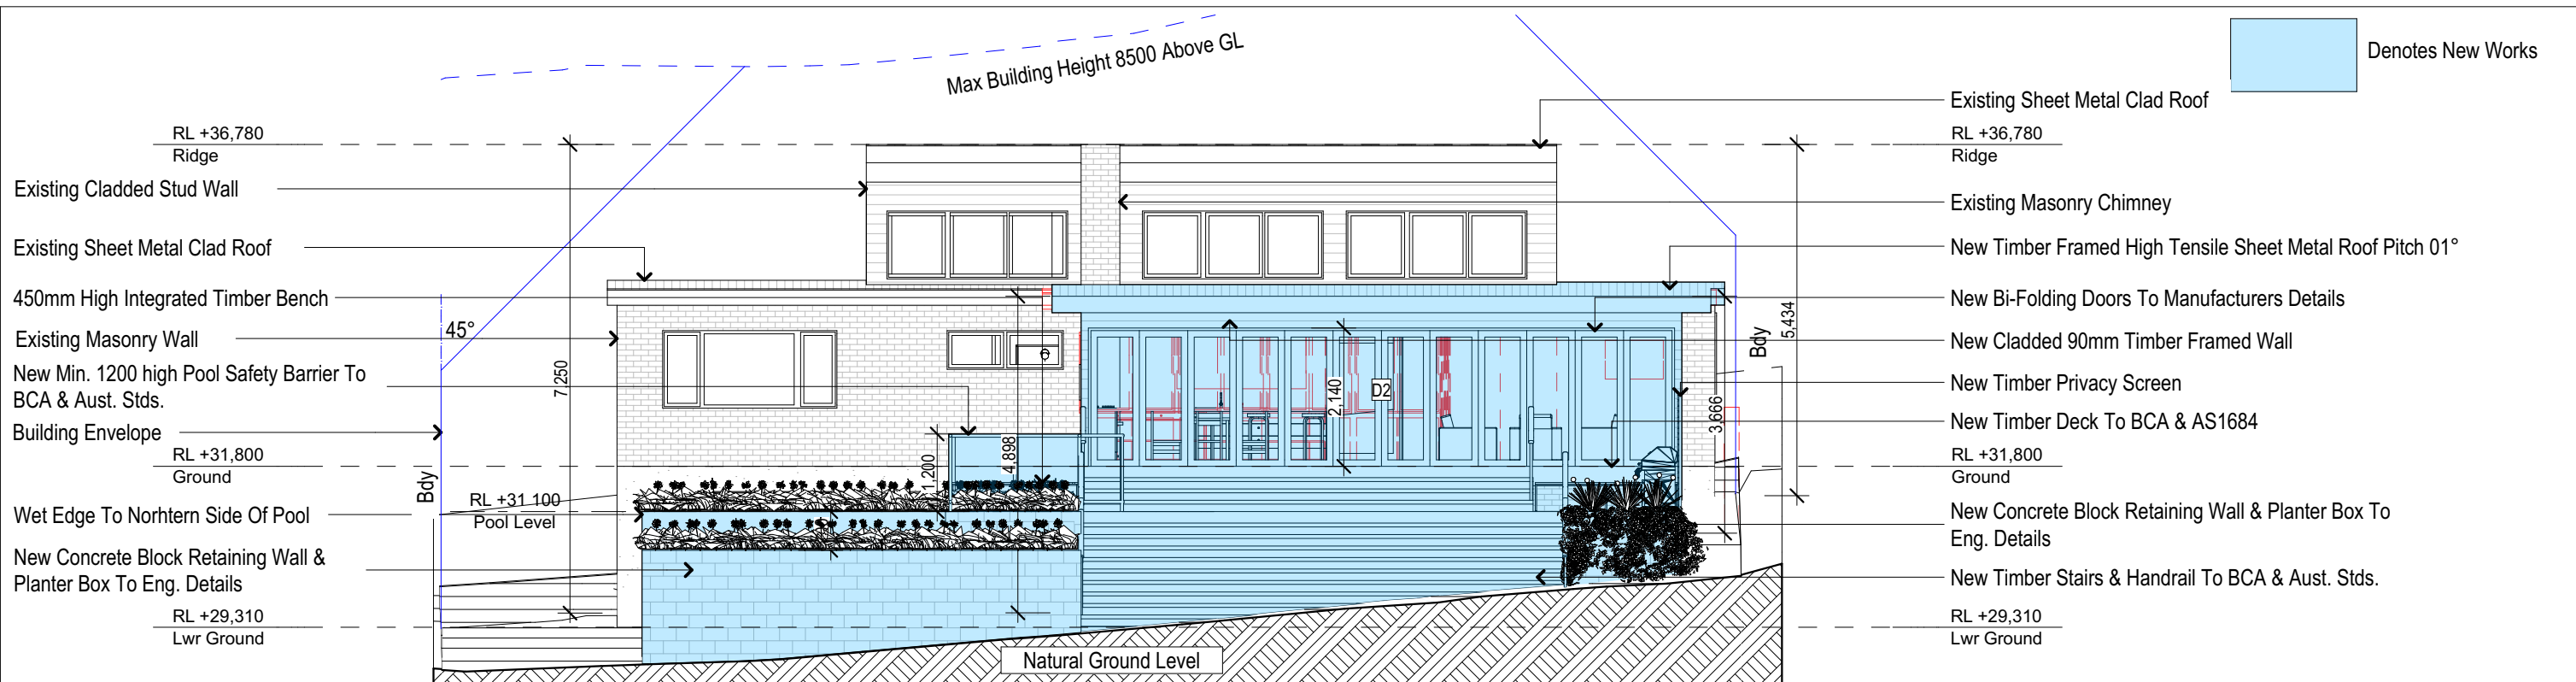 Denotes New Works
Max Building Height 8500 Above GL
RL +36,780
Ridge
Existing Cladded Stud Wall
Existing Sheet Metal Clad Roof
450mm High Integrated Timber Bench
45°
Existing Masonry Wall
New Min. 1200 high Pool Safety Barrier To
BCA & Aust. Stds.
Building Envelope
RL +31,800
Ground
Bdy
RL +31 100
Pool Level
Wet Edge To Norhtern Side Of Pool
New Concrete Block Retaining Wall &
Planter Box To Eng. Details
RL +29,310
Lwr Ground
7,250
1,200
4,898
2,140
D2
3,666
5,434
Bdy
Natural Ground Level
Existing Sheet Metal Clad Roof
RL +36,780
Ridge
Existing Masonry Chimney
New Timber Framed High Tensile Sheet Metal Roof Pitch 01°
New Bi-Folding Doors To Manufacturers Details
New Cladded 90mm Timber Framed Wall
New Timber Privacy Screen
New Timber Deck To BCA & AS1684
RL +31,800
Ground
New Concrete Block Retaining Wall & Planter Box To
Eng. Details
New Timber Stairs & Handrail To BCA & Aust. Stds.
RL +29,310
Lwr Ground